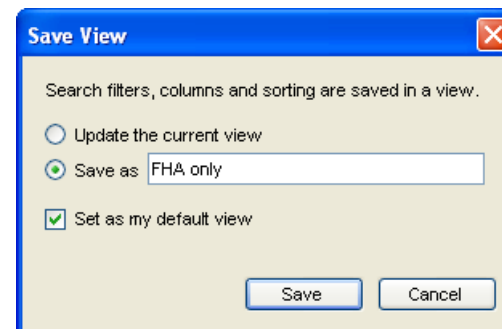 Save View
Search filters, columns and sorting are saved in a view.
Update the current view
Save as FHA only
Set as my default view
Save Cancel